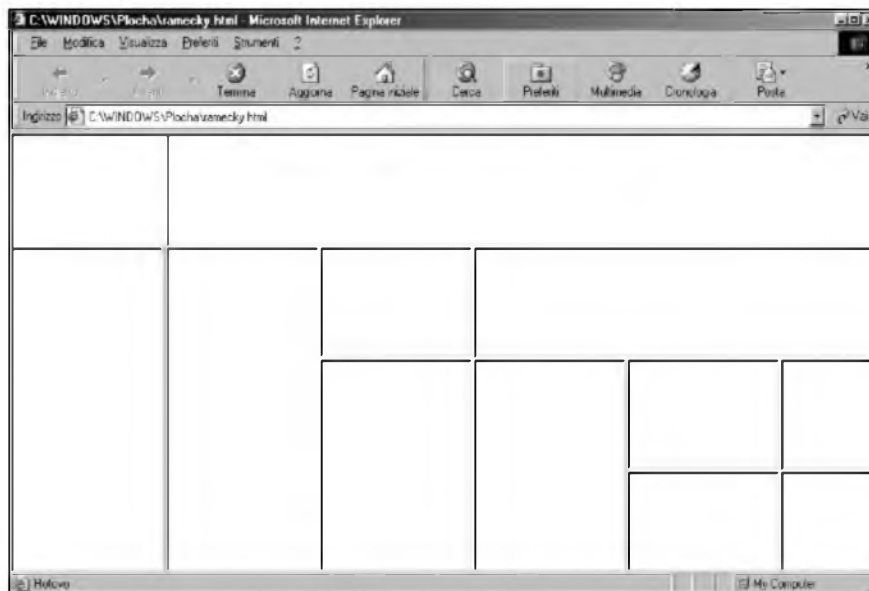 C:\WINDOWS\Plocha\ramecky.html - Microsoft Internet Explorer
File Modifica Visualizza Preferiti Strumenti ?
Termina Aggiorna Pagina iniziale Cerca Preferiti Multimedia Cronologia Posta
Indirizzo C:\WINDOWS\Plocha\ramecky.html Vai
Hotovo My Computer